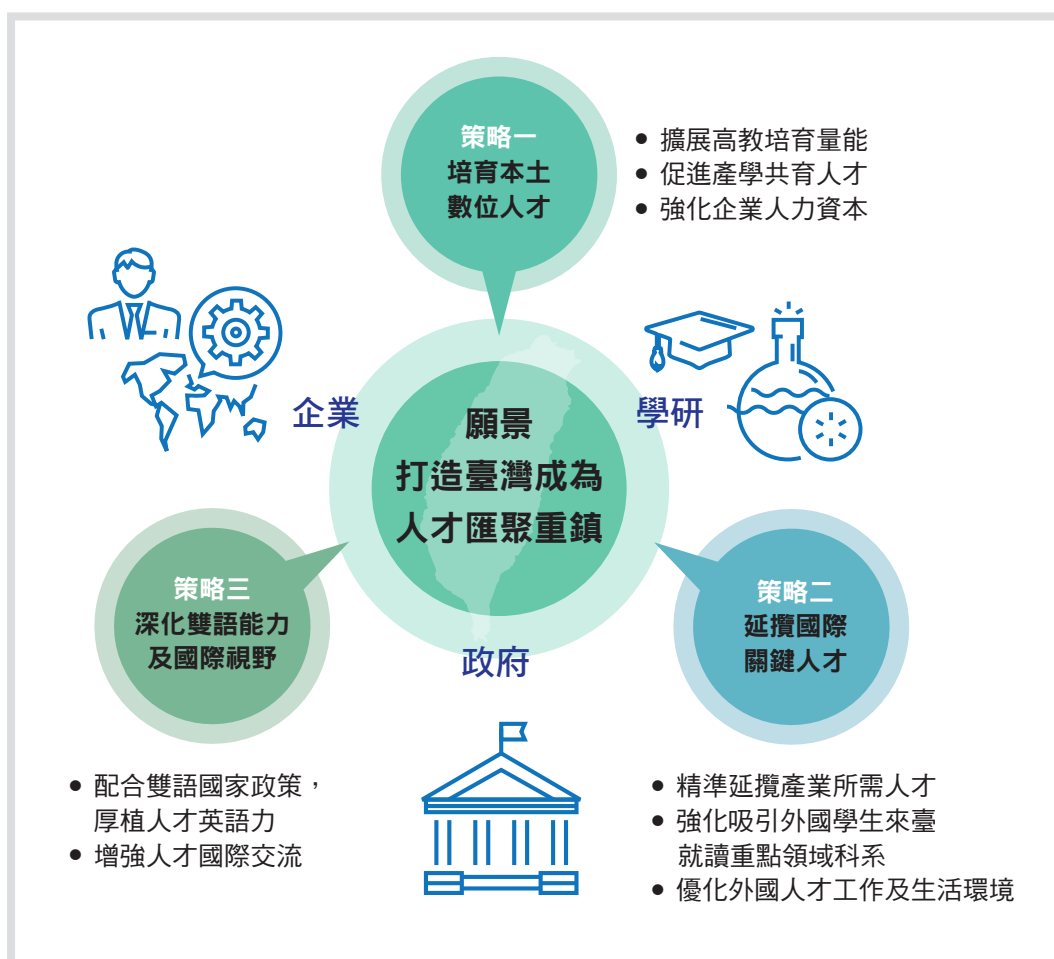 策略一
培育本土
數位人才
● 擴展高教培育量能
● 促進產學共育人才
● 強化企業人力資本
企業
學研
願景
打造臺灣成為
人才匯聚重鎮
政府
策略三
深化雙語能力
及國際視野
策略二
延攬國際
關鍵人才
● 配合雙語國家政策，
厚植人才英語力
● 增強人才國際交流
● 精準延攬產業所需人才
● 強化吸引外國學生來臺
就讀重點領域科系
● 優化外國人才工作及生活環境